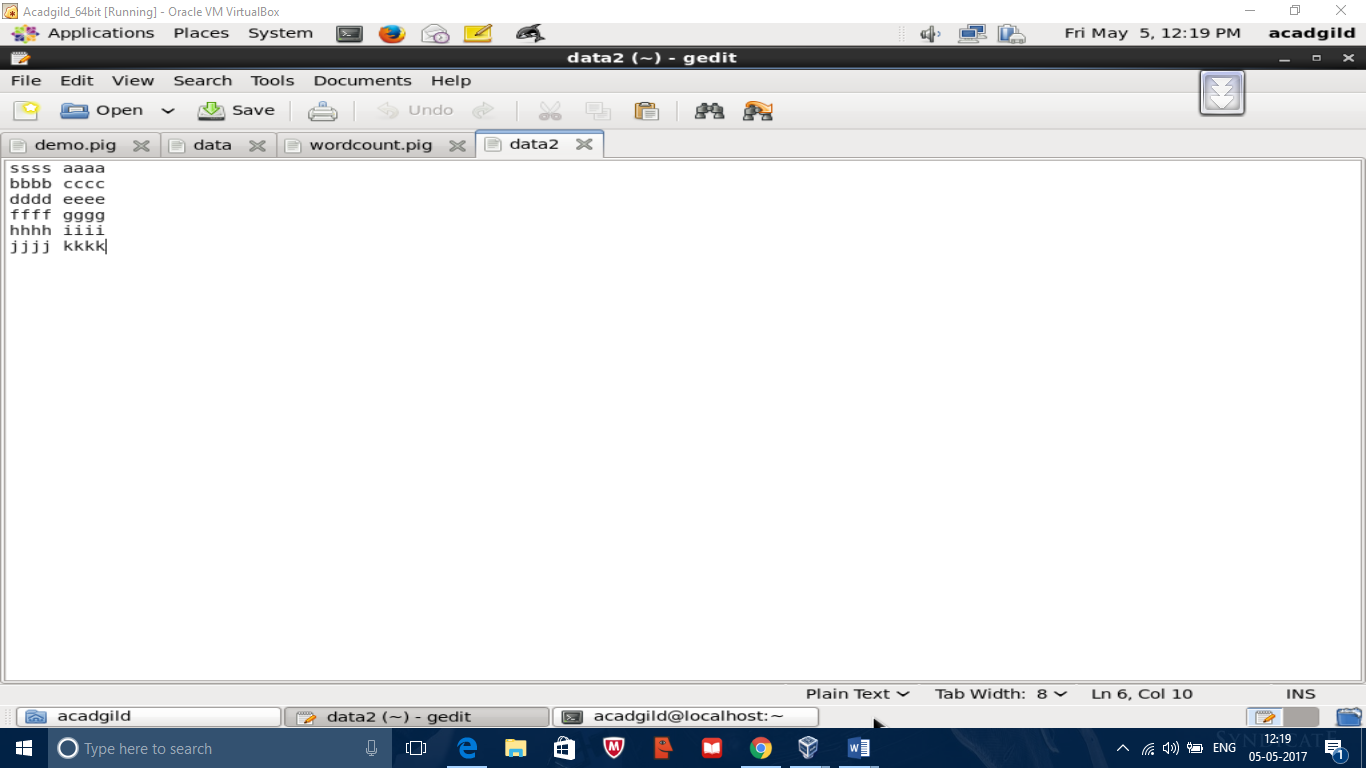 Acadgild_64bit [Running] - Oracle VM VirtualBox
Applications Places System Fri May 5, 12:19 PM acadgild
data2 (~) - gedit
File Edit View Search Tools Documents Help
Open Save Undo
demo.pig data wordcount.pig data2
ssss aaaa
bbbb cccc
dddd eeee
ffff gggg
hhhh iiii
jjjj kkkk
Plain Text Tab Width: 8 Ln 6, Col 10 INS
acadgild data2 (~) - gedit acadgild@localhost:~
Type here to search ENG 12:19
05-05-2017 1